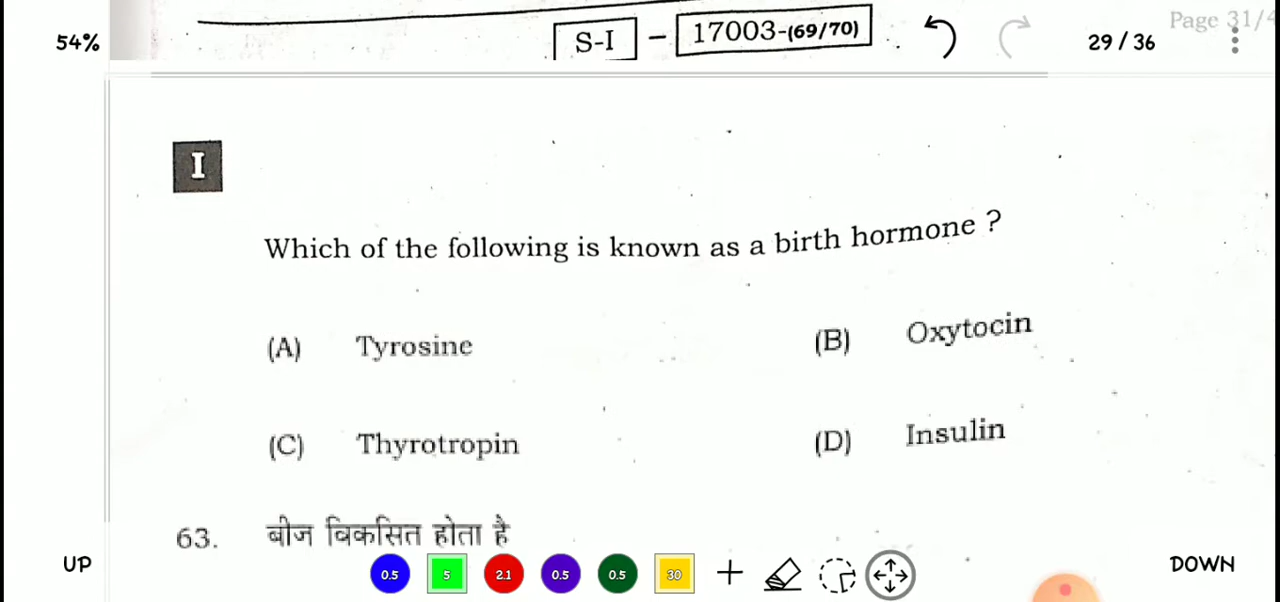 54%
S-I - 17003-(69/70)
29 / 36
Page 31/4
I
Which of the following is known as a birth hormone ?
(A) Tyrosine
(B) Oxytocin
(C) Thyrotropin
(D) Insulin
63. बीज विकसित होता है
UP
0.5 5 2.1 0.5 0.5 30
DOWN